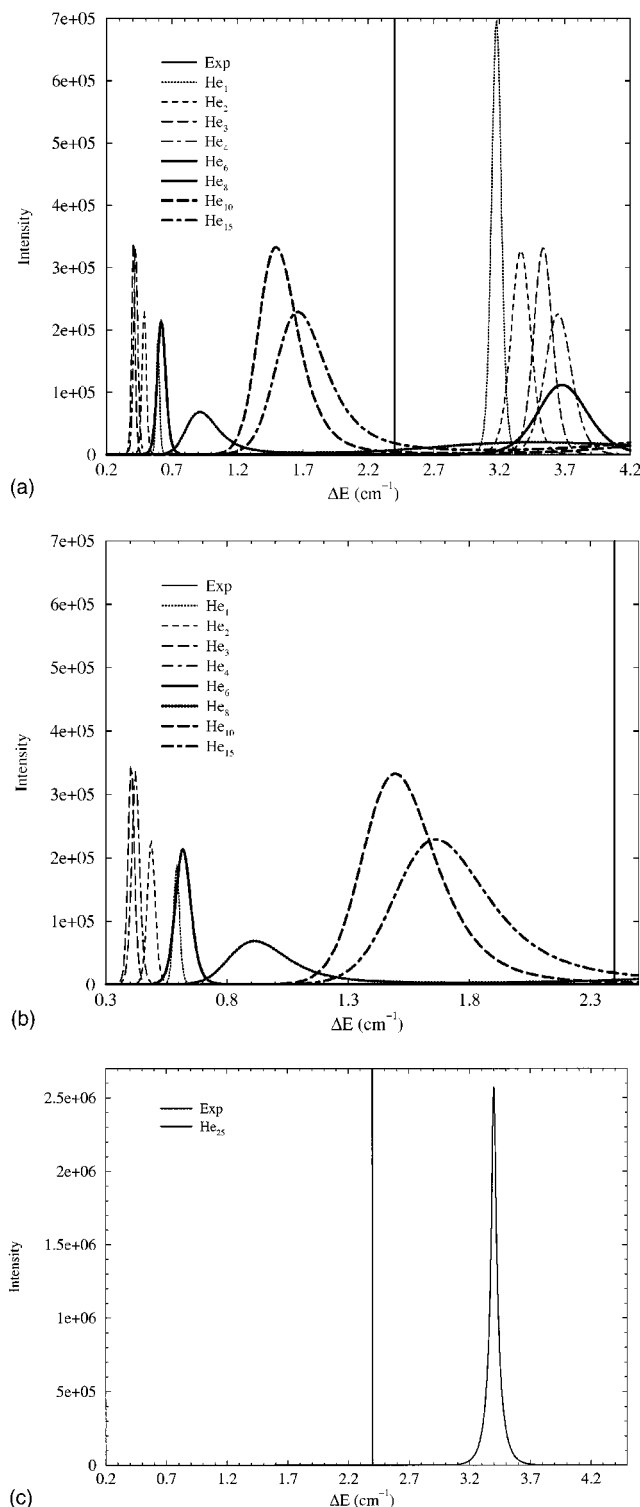 7e+05
6e+05
5e+05
4e+05
3e+05
2e+05
1e+05
0
Intensity
Exp
He1
He2
He3
He4
He6
He8
He10
He15
0.2 0.7 1.2 1.7 2.2 2.7 3.2 3.7 4.2
ΔE (cm⁻¹)
(a)
7e+05
6e+05
5e+05
4e+05
3e+05
2e+05
1e+05
0
Intensity
Exp
He1
He2
He3
He4
He6
He8
He10
He15
0.3 0.8 1.3 1.8 2.3
ΔE (cm⁻¹)
(b)
2.5e+06
2e+06
1.5e+06
1e+06
5e+05
0
Intensity
Exp
He25
0.2 0.7 1.2 1.7 2.2 2.7 3.2 3.7 4.2
ΔE (cm⁻¹)
(c)